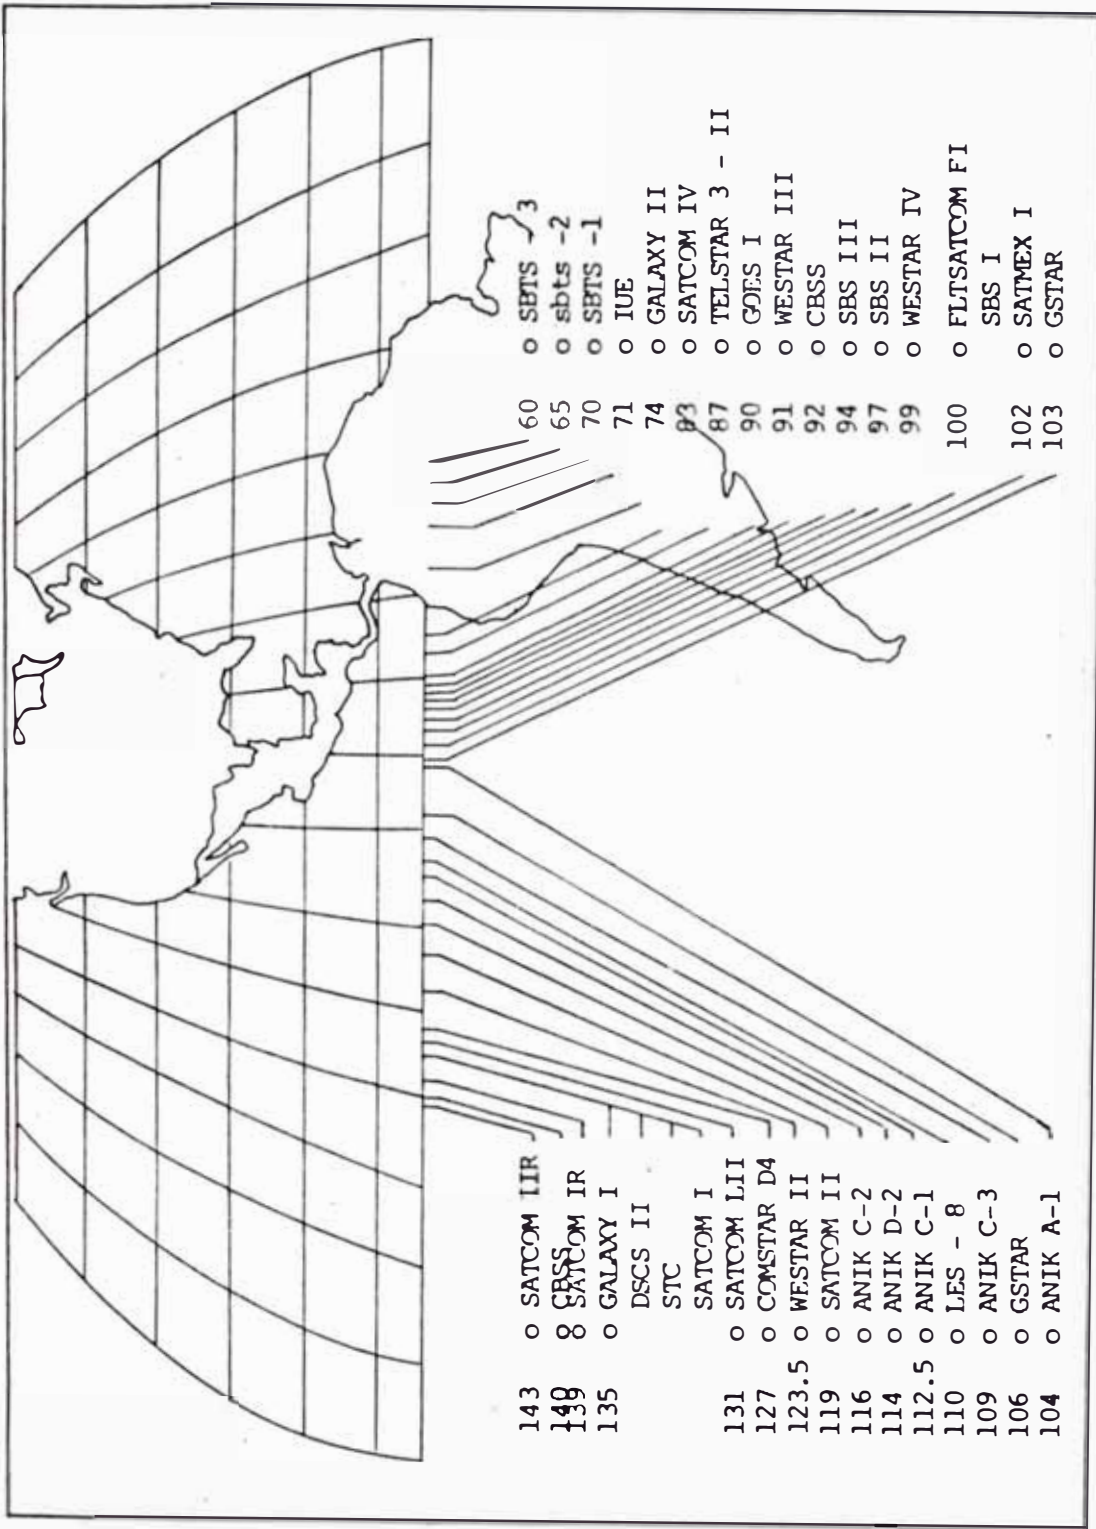 143 o SATCOM IIR
140 o CBSS
139 o SATCOM IR
135 o GALAXY I
DSCS II
STC
SATCOM I
131 o SATCOM LII
127 o COMSTAR D4
123.5 o WESTAR II
119 o SATCOM II
116 o ANIK C-2
114 o ANIK D-2
112.5 o ANIK C-1
110 o LES - 8
109 o ANIK C-3
106 o GSTAR
104 o ANIK A-1
60 o SBTS - 3
65 o sbts -2
70 o SBTS -1
71 o IUE
74 o GALAXY II
83 o SATCOM IV
87 o TELSTAR 3 - II
90 o GOES I
91 o WESTAR III
92 o CBSS
94 o SBS III
97 o SBS II
99 o WESTAR IV
100 o FLTSATCOM FI
SBS I
102 o SATMEX I
103 o GSTAR